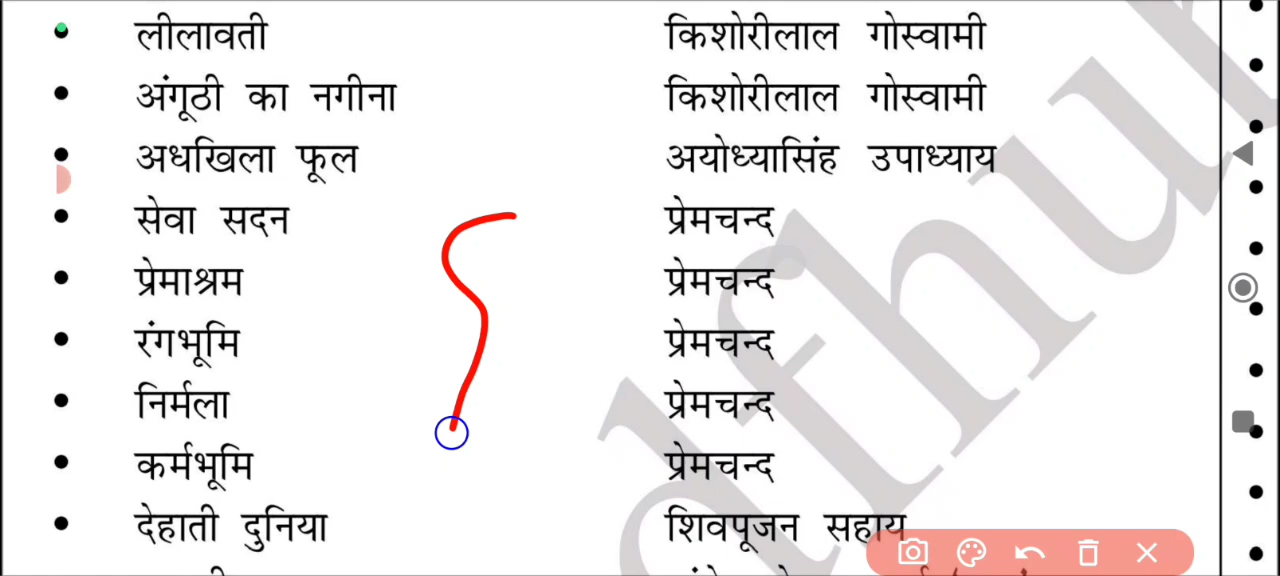 लीलावती किशोरीलाल गोस्वामी
अंगूठी का नगीना किशोरीलाल गोस्वामी
अधखिला फूल अयोध्यासिंह उपाध्याय
सेवा सदन प्रेमचन्द
प्रेमाश्रम प्रेमचन्द
रंगभूमि प्रेमचन्द
निर्मला प्रेमचन्द
कर्मभूमि प्रेमचन्द
देहाती दुनिया शिवपूजन सहाय